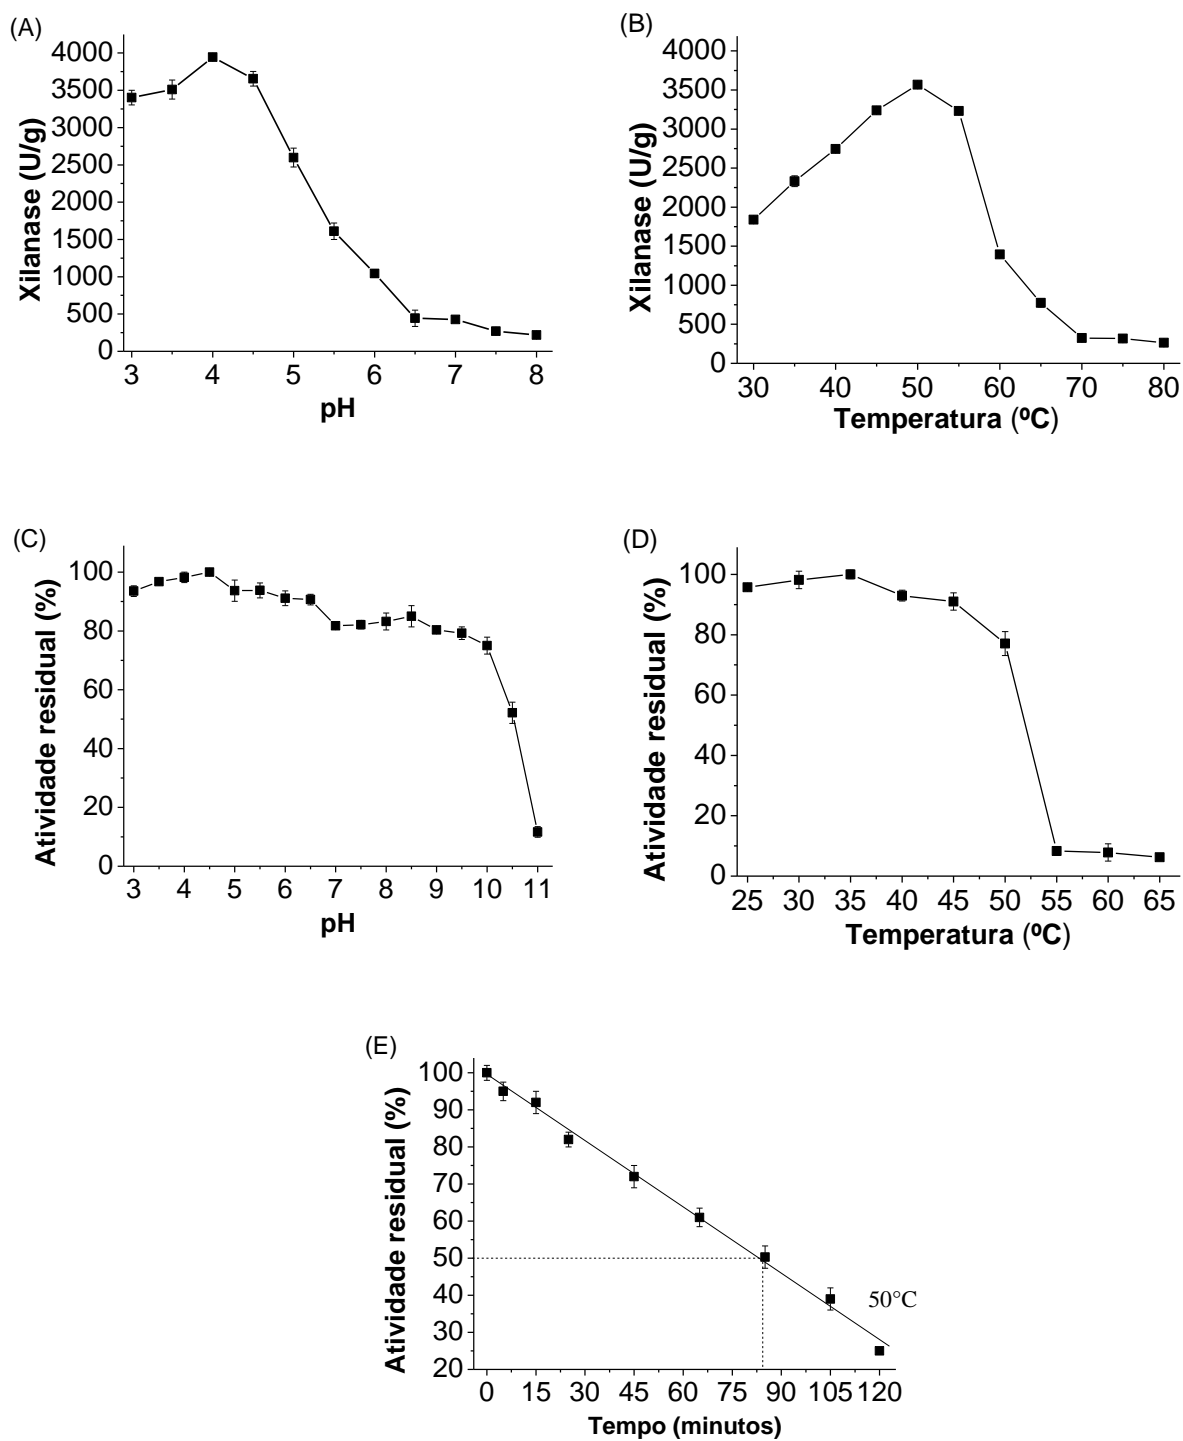 (A)
Xilanase (U/g)
4000
3500
3000
2500
2000
1500
1000
500
0
3 4 5 6 7 8
pH
(B)
Xilanase (U/g)
4000
3500
3000
2500
2000
1500
1000
500
0
30 40 50 60 70 80
Temperatura (ºC)
(C)
Atividade residual (%)
100
80
60
40
20
0
3 4 5 6 7 8 9 10 11
pH
(D)
Atividade residual (%)
100
80
60
40
20
0
25 30 35 40 45 50 55 60 65
Temperatura (ºC)
(E)
Atividade residual (%)
100
90
80
70
60
50
40
30
20
50°C
0 15 30 45 60 75 90 105 120
Tempo (minutos)